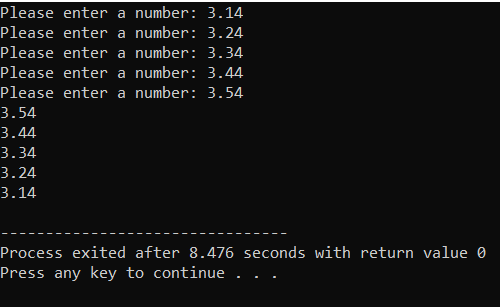 Please enter a number: 3.14
Please enter a number: 3.24
Please enter a number: 3.34
Please enter a number: 3.44
Please enter a number: 3.54
3.54
3.44
3.34
3.24
3.14
--------------------------------
Process exited after 8.476 seconds with return value 0
Press any key to continue . . .